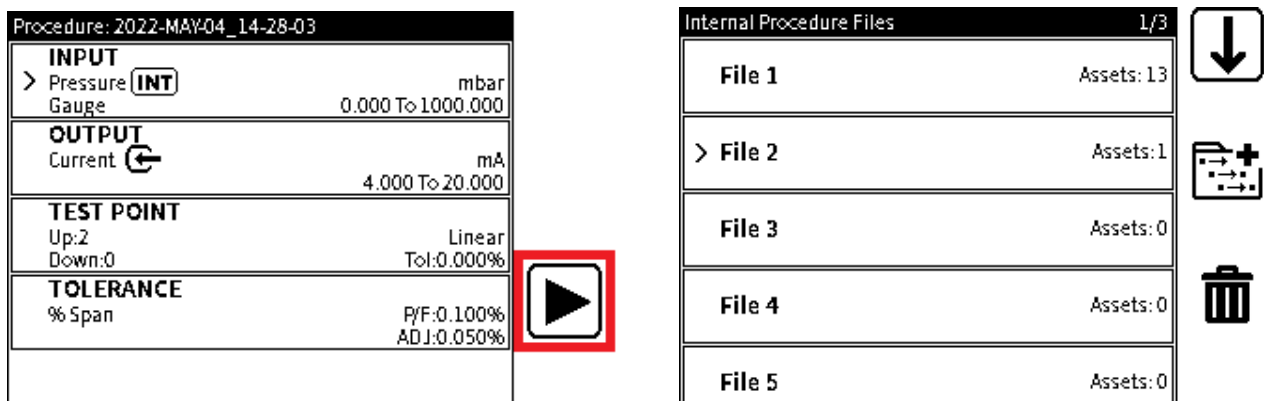 Procedure: 2022-MAY-04_14-28-03
INPUT
> Pressure INT mbar
Gauge 0.000 To 1000.000
OUTPUT
Current mA
4.000 To 20.000
TEST POINT
Up:2 Linear
Down:0 Tol:0.000%
TOLERANCE
% Span P/F:0.100%
ADJ:0.050%
Internal Procedure Files 1/3
File 1 Assets: 13
> File 2 Assets:1
File 3 Assets: 0
File 4 Assets: 0
File 5 Assets: 0